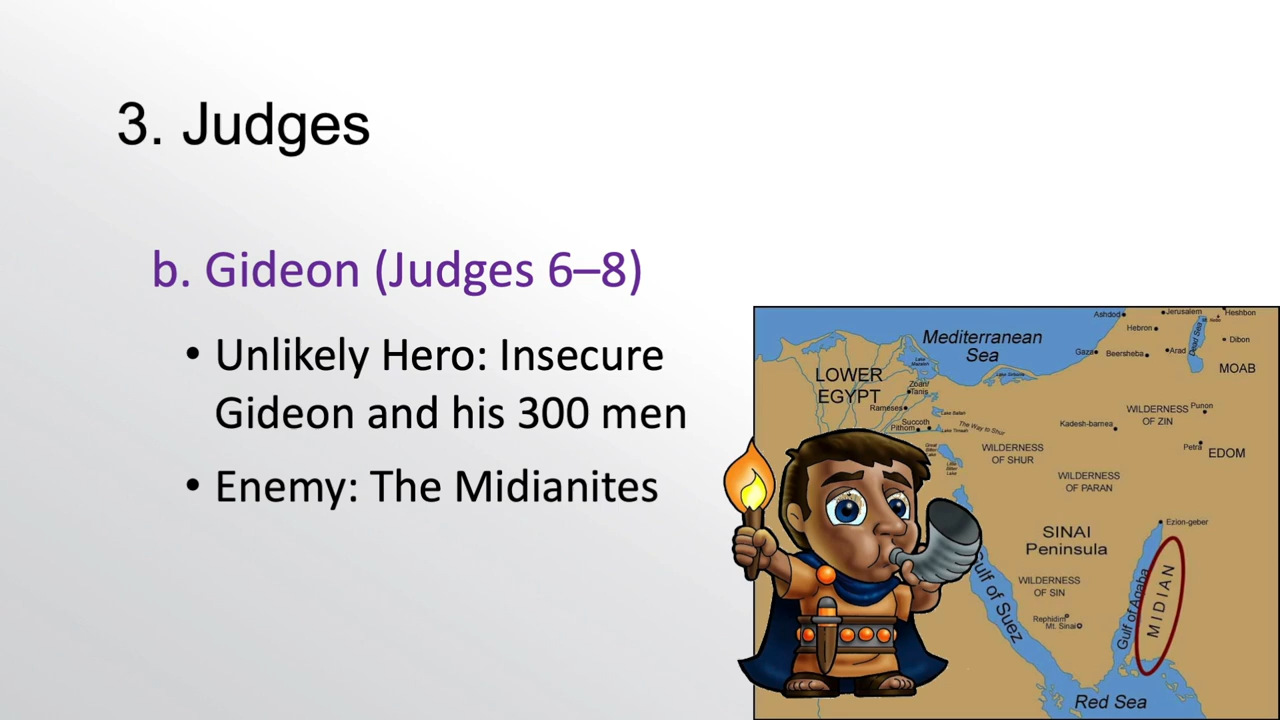 3. Judges
b. Gideon (Judges 6–8)
• Unlikely Hero: Insecure
Gideon and his 300 men
• Enemy: The Midianites
Mediterranean
Sea
Ashdod
Jerusalem
Heshbon
Hebron
Dead Sea
Dibon
Gaza
Beersheba
Arad
MOAB
LOWER
EGYPT
Zoan/
Tanis
Rameses
Succoth
Pithom
The Way to Shur
Kadesh-barnea
WILDERNESS
OF ZIN
Punon
Petra
EDOM
WILDERNESS
OF SHUR
WILDERNESS
OF PARAN
SINAI
Peninsula
Ezion-geber
WILDERNESS
OF SIN
Rephidim
Mt. Sinai
Gulf of Suez
Gulf of Aqaba
MIDIAN
Red Sea